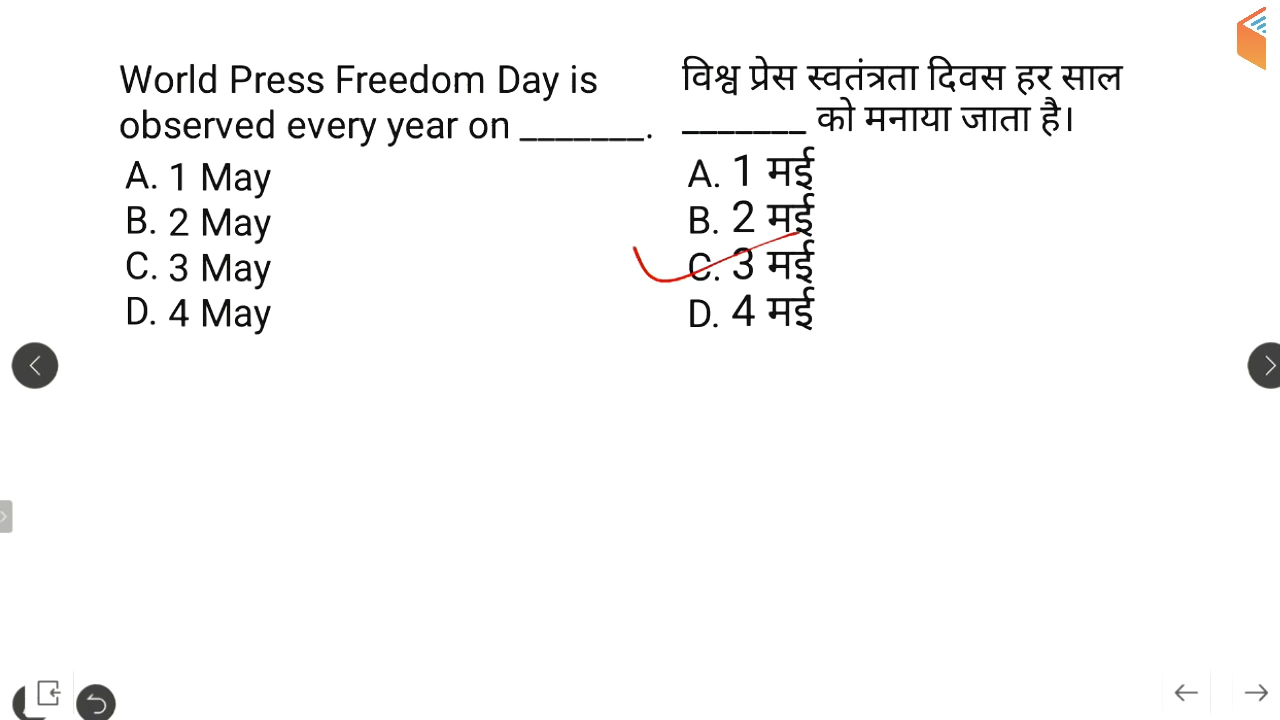 World Press Freedom Day is
observed every year on _______.
A. 1 May
B. 2 May
C. 3 May
D. 4 May
विश्व प्रेस स्वतंत्रता दिवस हर साल
_______ को मनाया जाता है।
A. 1 मई
B. 2 मई
C. 3 मई
D. 4 मई